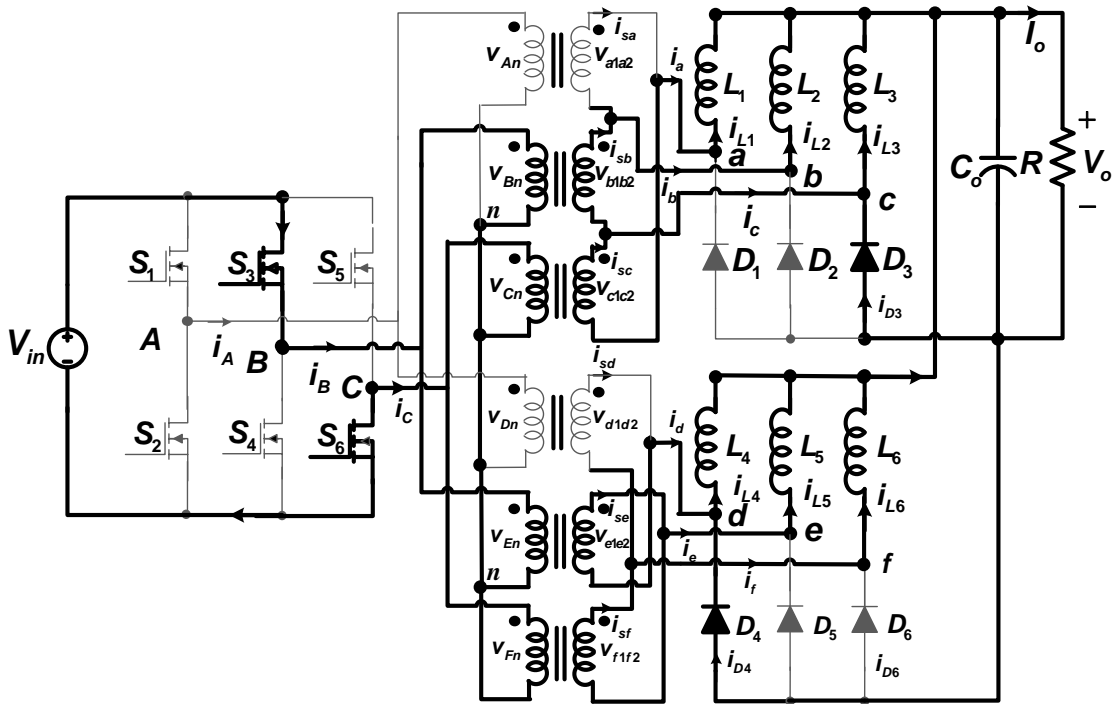 V_in
S_1
S_3
S_5
A
i_A
B
i_B
C
i_C
S_2
S_4
S_6
v_An
i_sa
v_a1a2
v_Bn
i_sb
v_b1b2
n
v_Cn
i_sc
v_c1c2
i_a
i_b
i_c
L_1
L_2
L_3
i_L1
i_L2
i_L3
a
b
c
D_1
D_2
D_3
i_D3
I_o
C_o
R
+
V_o
−
v_Dn
i_sd
v_d1d2
v_En
i_se
v_e1e2
n
v_Fn
i_sf
v_f1f2
i_d
i_e
i_f
L_4
L_5
L_6
i_L4
i_L5
i_L6
d
e
f
D_4
D_5
D_6
i_D4
i_D6